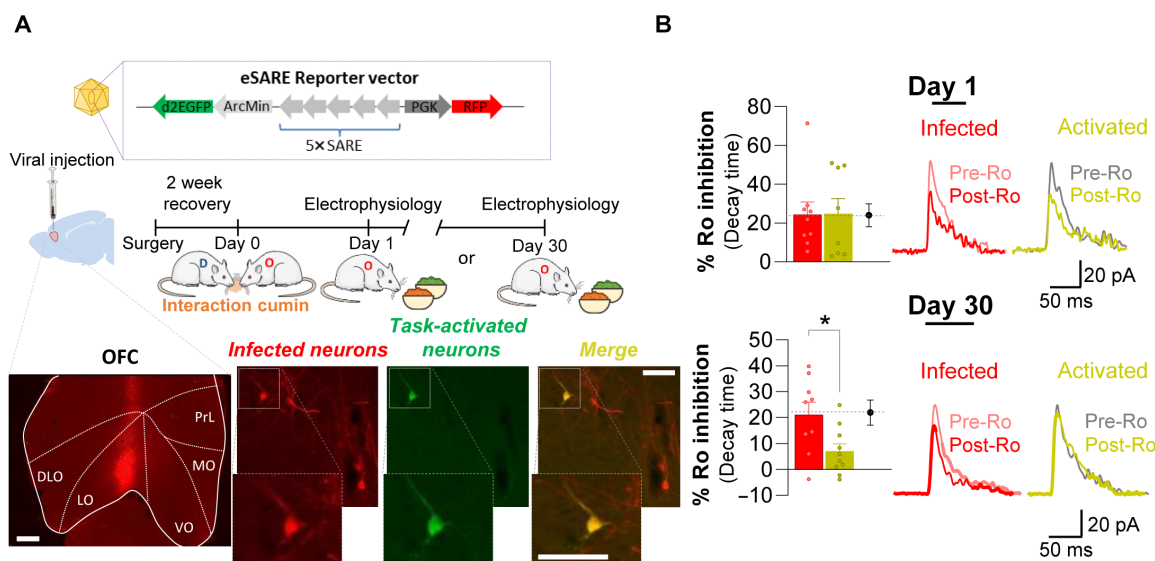 A
eSARE Reporter vector
d2EGFP
ArcMin
PGK
RFP
5× SARE
Viral injection
2 week
recovery
Electrophysiology
Electrophysiology
Surgery
Day 0
Day 1
or
Day 30
D
O
O
O
Interaction cumin
OFC
Infected neurons
Task-activated
neurons
Merge
PrL
MO
DLO
LO
VO
B
Day 1
% Ro inhibition
(Decay time)
80
60
40
20
0
Infected
Activated
Pre-Ro
Post-Ro
Pre-Ro
Post-Ro
20 pA
50 ms
Day 30
% Ro inhibition
(Decay time)
50
40
30
20
10
0
−10
*
Infected
Activated
Pre-Ro
Post-Ro
Pre-Ro
Post-Ro
20 pA
50 ms